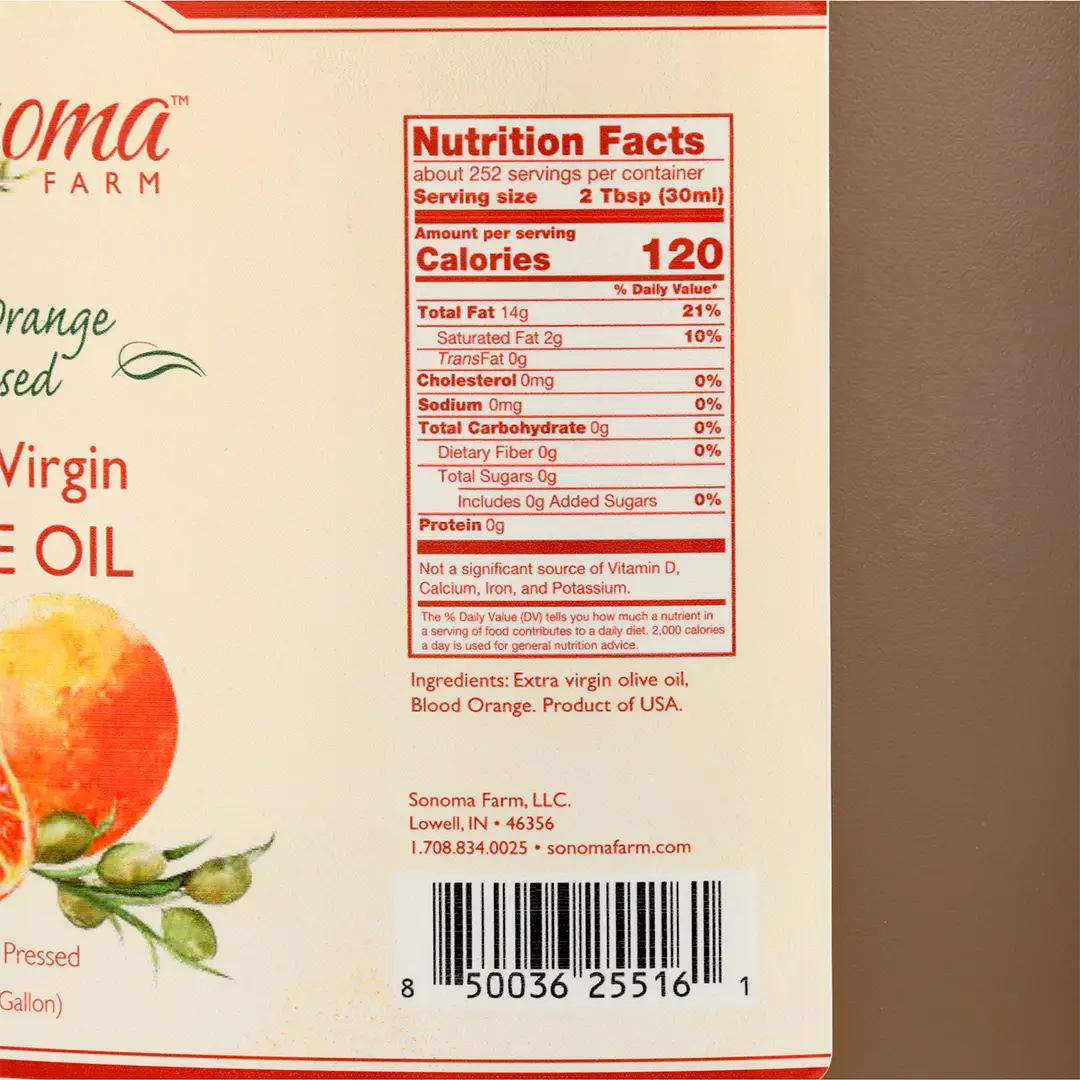 oma™
FARM
Orange
sed
Virgin
E OIL
Pressed
Gallon)
Nutrition Facts
about 252 servings per container
Serving size 2 Tbsp (30ml)
Amount per serving
Calories 120
% Daily Value*
Total Fat 14g 21%
Saturated Fat 2g 10%
TransFat 0g
Cholesterol 0mg 0%
Sodium 0mg 0%
Total Carbohydrate 0g 0%
Dietary Fiber 0g 0%
Total Sugars 0g
Includes 0g Added Sugars 0%
Protein 0g
Not a significant source of Vitamin D,
Calcium, Iron, and Potassium.
The % Daily Value (DV) tells you how much a nutrient in
a serving of food contributes to a daily diet. 2,000 calories
a day is used for general nutrition advice.
Ingredients: Extra virgin olive oil,
Blood Orange. Product of USA.
Sonoma Farm, LLC.
Lowell, IN • 46356
1.708.834.0025 • sonomafarm.com
8 50036 25516 1